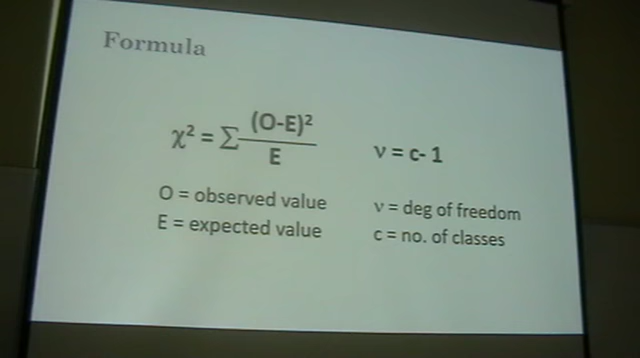 Formula
χ² = Σ (O-E)² / E
ν = c- 1
O = observed value
E = expected value
ν = deg of freedom
c = no. of classes